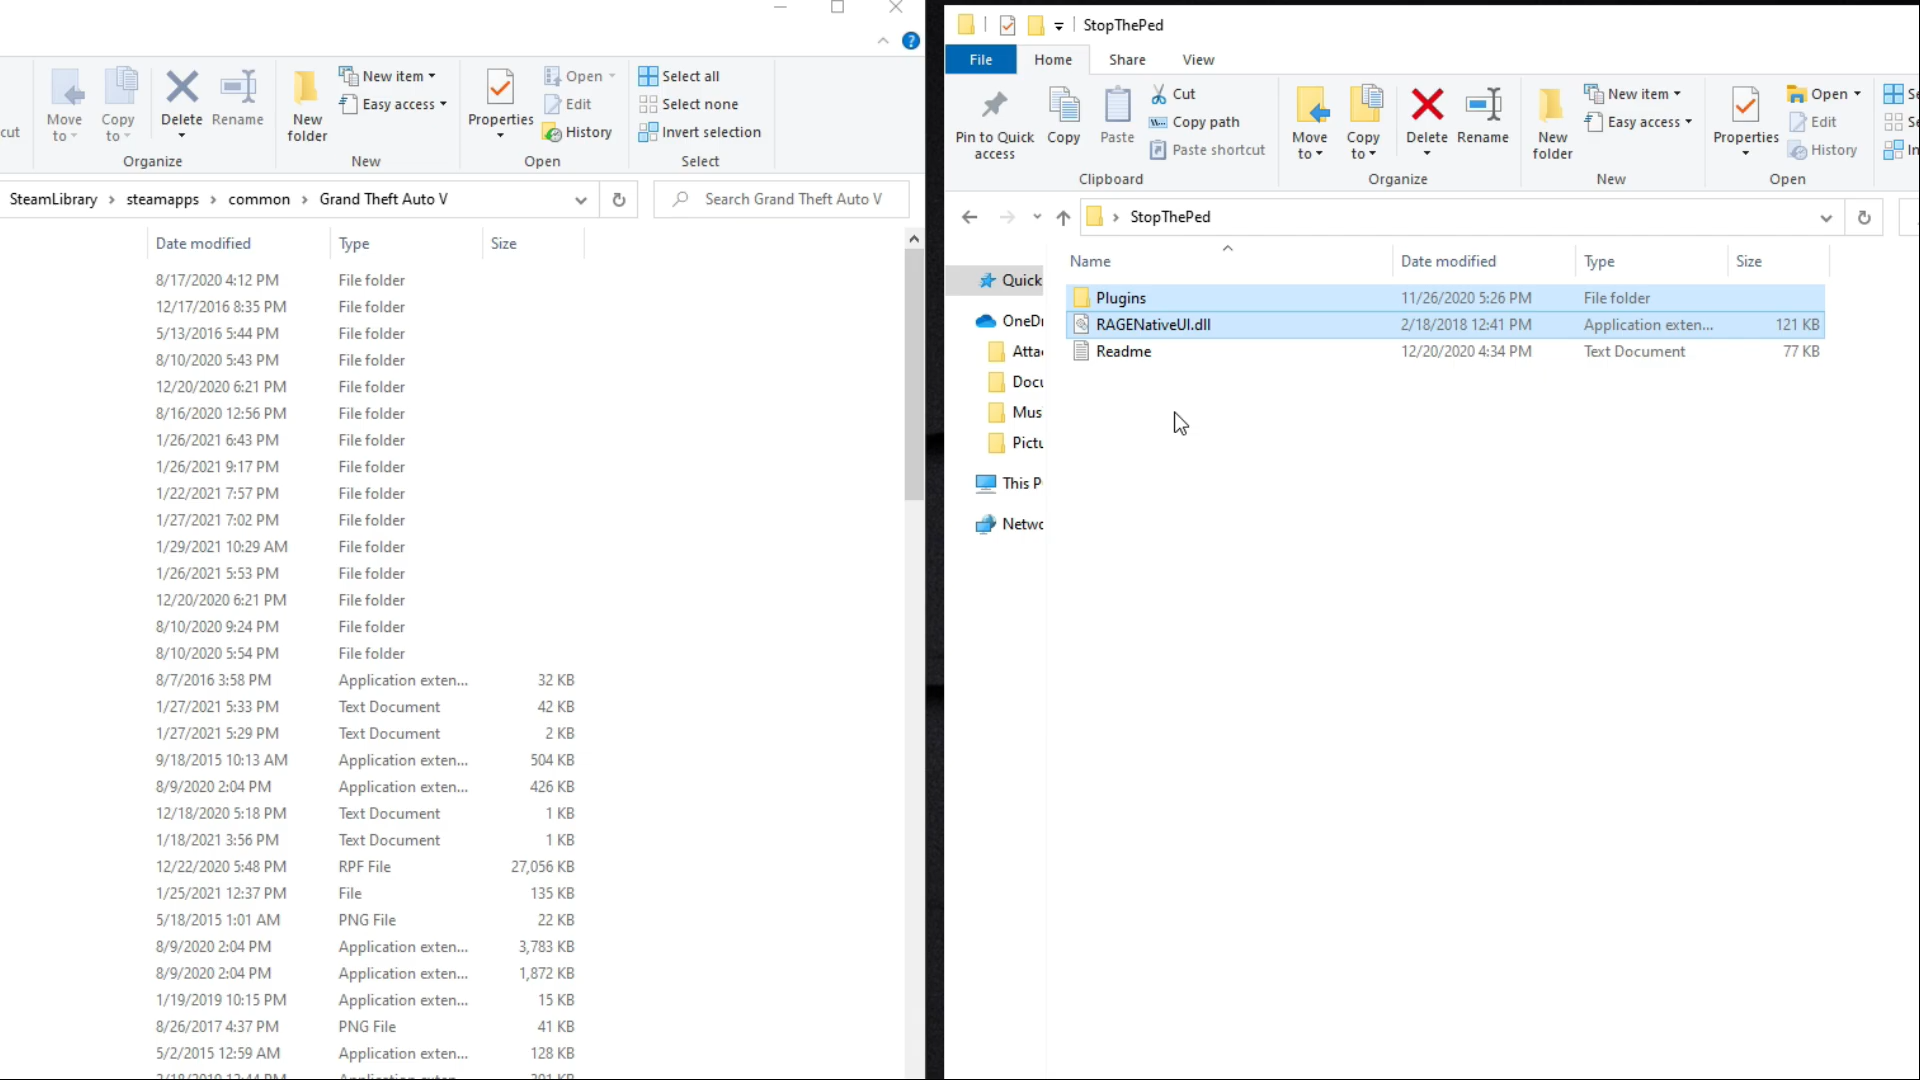 cut
Move to
Copy to
Delete
Rename
Organize
New folder
New item
Easy access
New
Properties
Open
Edit
History
Open
Select all
Select none
Invert selection
Select
SteamLibrary > steamapps > common > Grand Theft Auto V
Search Grand Theft Auto V
Date modified Type Size
8/17/2020 4:12 PM File folder
12/17/2016 8:35 PM File folder
5/13/2016 5:44 PM File folder
8/10/2020 5:43 PM File folder
12/20/2020 6:21 PM File folder
8/16/2020 12:56 PM File folder
1/26/2021 6:43 PM File folder
1/26/2021 9:17 PM File folder
1/22/2021 7:57 PM File folder
1/27/2021 7:02 PM File folder
1/29/2021 10:29 AM File folder
1/26/2021 5:53 PM File folder
12/20/2020 6:21 PM File folder
8/10/2020 9:24 PM File folder
8/10/2020 5:54 PM File folder
8/7/2016 3:58 PM Application exten... 32 KB
1/27/2021 5:33 PM Text Document 42 KB
1/27/2021 5:29 PM Text Document 2 KB
9/18/2015 10:13 AM Application exten... 504 KB
8/9/2020 2:04 PM Application exten... 426 KB
12/18/2020 5:18 PM Text Document 1 KB
1/18/2021 3:56 PM Text Document 1 KB
12/22/2020 5:48 PM RPF File 27,056 KB
1/25/2021 12:37 PM File 135 KB
5/18/2015 1:01 AM PNG File 22 KB
8/9/2020 2:04 PM Application exten... 3,783 KB
8/9/2020 2:04 PM Application exten... 1,872 KB
1/19/2019 10:15 PM Application exten... 15 KB
8/26/2017 4:37 PM PNG File 41 KB
5/2/2015 12:59 AM Application exten... 128 KB
StopThePed
File Home Share View
Pin to Quick access
Copy
Paste
Cut
Copy path
Paste shortcut
Clipboard
Move to
Copy to
Delete
Rename
Organize
New folder
New item
Easy access
New
Properties
Open
Edit
History
Open
Se
Se
In
> StopThePed
Name Date modified Type Size
Plugins 11/26/2020 5:26 PM File folder
RAGENativeUI.dll 2/18/2018 12:41 PM Application exten... 121 KB
Readme 12/20/2020 4:34 PM Text Document 77 KB
Quick
OneDr
Attac
Docu
Mus
Pictu
This P
Netwo